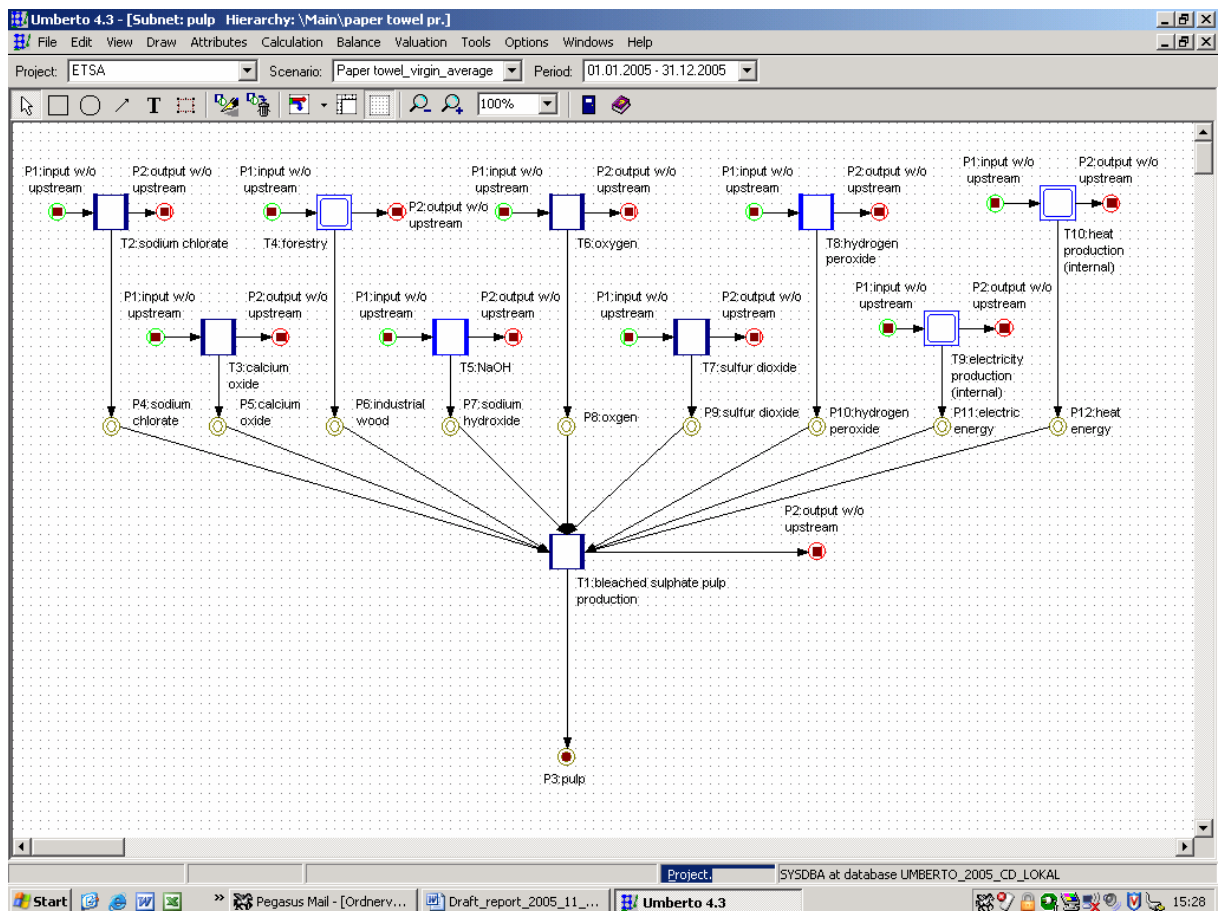 Umberto 4.3 - [Subnet: pulp Hierarchy: \Main\paper towel pr.]
File Edit View Draw Attributes Calculation Balance Valuation Tools Options Windows Help
Project: ETSA Scenario: Paper towel_virgin_average Period: 01.01.2005 - 31.12.2005
T 100%
P1:input w/o
upstream
P2:output w/o
upstream
P1:input w/o
upstream
P2:output w/o
upstream
P1:input w/o
upstream
P2:output w/o
upstream
P1:input w/o
upstream
P2:output w/o
upstream
P1:input w/o
upstream
P2:output w/o
upstream
T2:sodium chlorate
T4:forestry
T6:oxygen
T8:hydrogen
peroxide
T10:heat
production
(internal)
P1:input w/o
upstream
P2:output w/o
upstream
P1:input w/o
upstream
P2:output w/o
upstream
P1:input w/o
upstream
P2:output w/o
upstream
P1:input w/o
upstream
P2:output w/o
upstream
T3:calcium
oxide
T5:NaOH
T7:sulfur dioxide
T9:electricity
production
(internal)
P4:sodium
chlorate
P5:calcium
oxide
P6:industrial
wood
P7:sodium
hydroxide
P8:oxgen
P9:sulfur dioxide
P10:hydrogen
peroxide
P11:electric
energy
P12:heat
energy
P2:output w/o
upstream
T1:bleached sulphate pulp
production
P3:pulp
Project. SYSDBA at database UMBERTO_2005_CD_LOKAL
Start » Pegasus Mail - [Ordnerv... Draft_report_2005_11_... Umberto 4.3 15:28